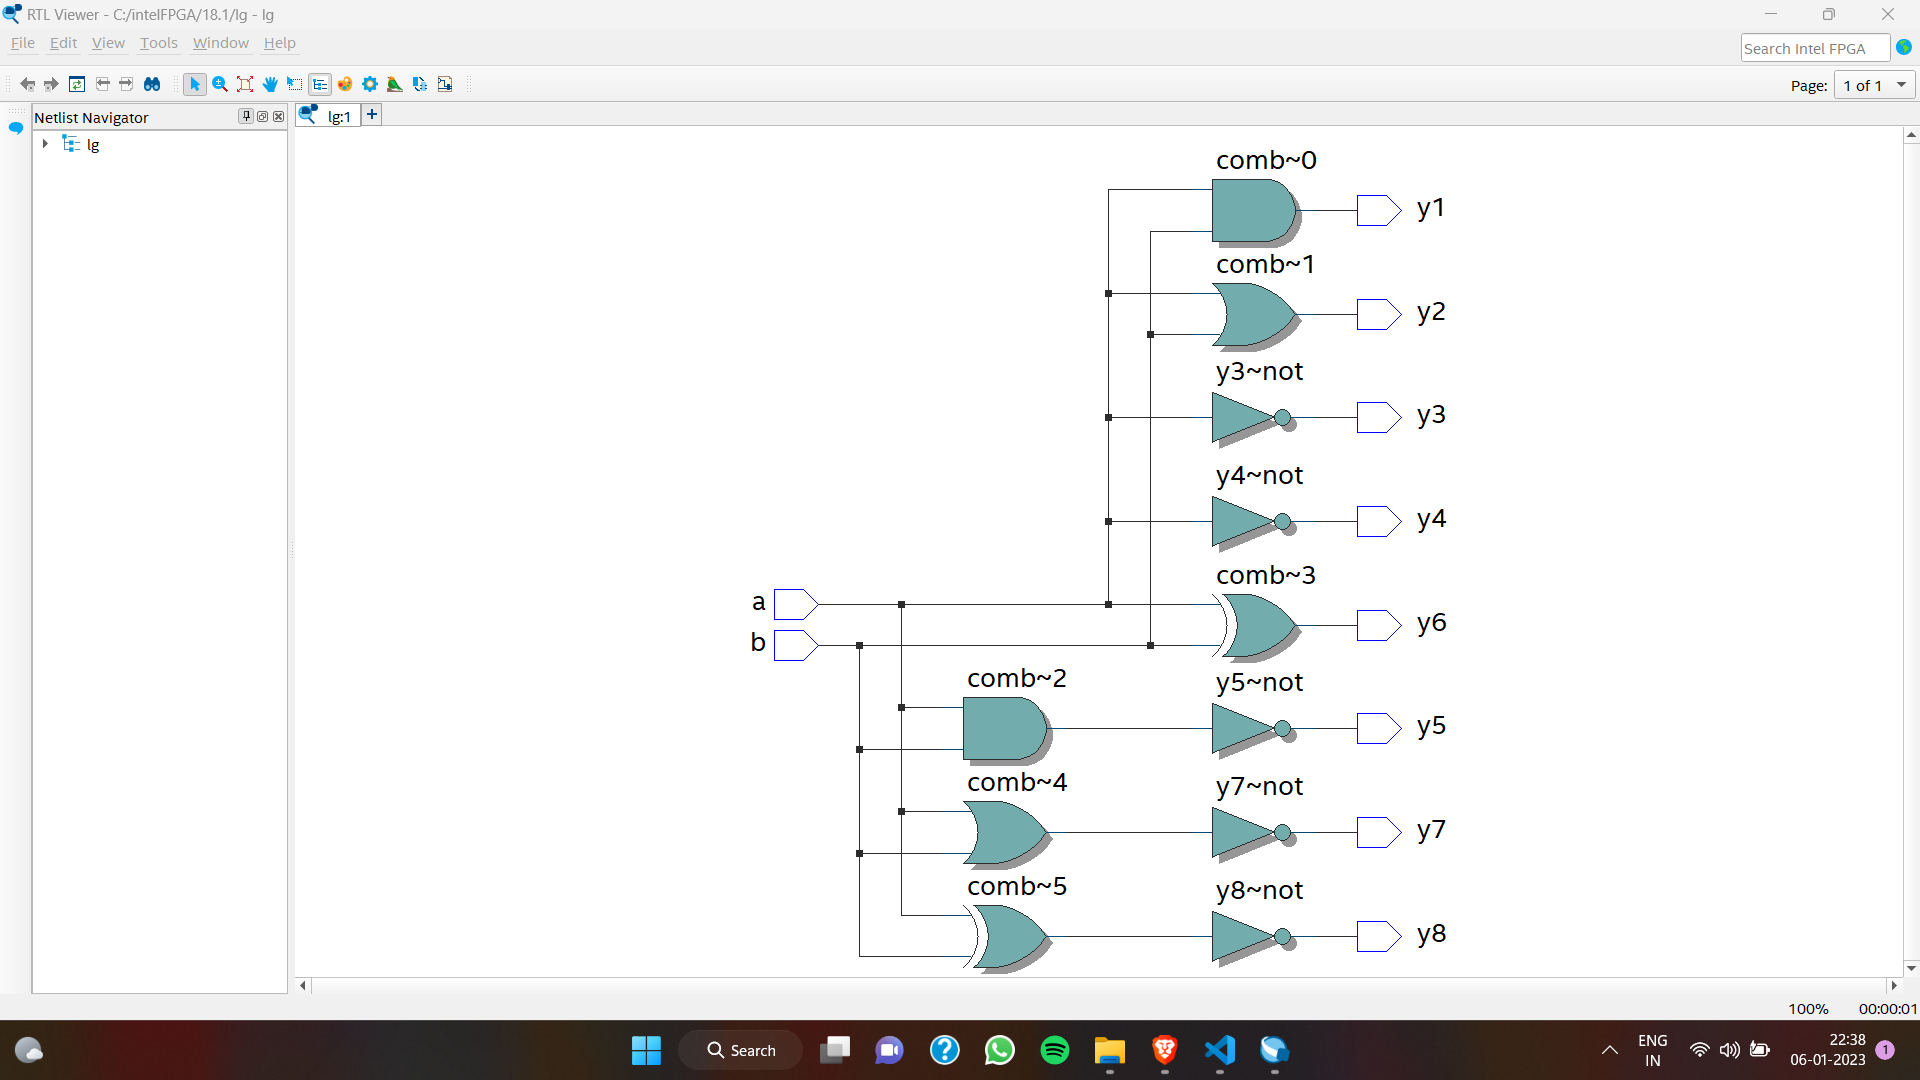 RTL Viewer - C:/intelFPGA/18.1/lg - lg
File Edit View Tools Window Help
Search Intel FPGA
Page: 1 of 1
Netlist Navigator
lg:1
lg
comb~0
y1
comb~1
y2
y3~not
y3
y4~not
y4
comb~3
a
b
y6
comb~2
y5~not
y5
comb~4
y7~not
y7
comb~5
y8~not
y8
100% 00:00:01
Search
ENG
IN
22:38
06-01-2023
1